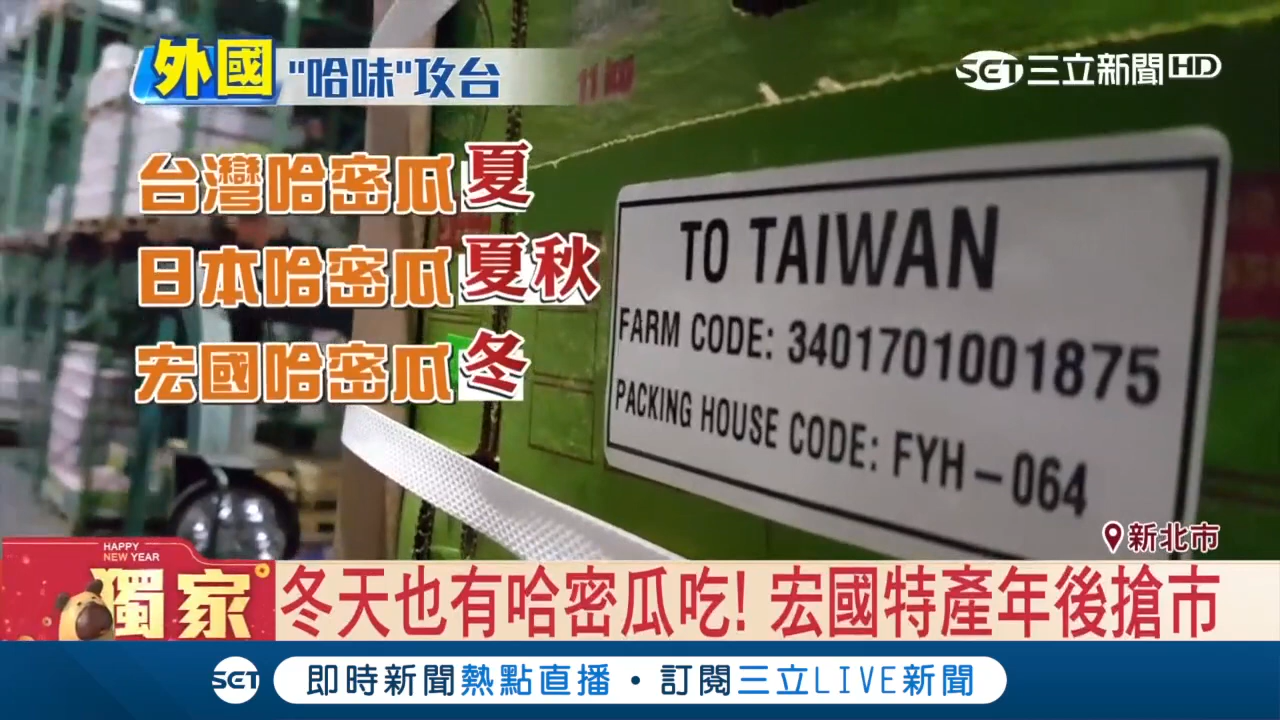 外國 "哈味"攻台
SET三立新聞HD
11 kg
台灣哈密瓜夏
日本哈密瓜夏秋
宏國哈密瓜冬
TO TAIWAN
FARM CODE: 3401701001875
PACKING HOUSE CODE: FYH-064
新北市
HAPPY
NEW YEAR
獨家
冬天也有哈密瓜吃! 宏國特產年後搶市
SET 即時新聞熱點直播・訂閱三立LIVE新聞